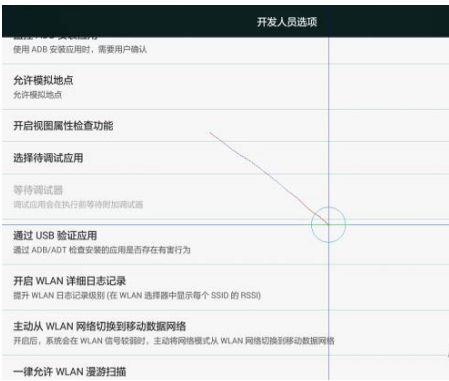 开发人员选项
使用 ADB 安装应用时，需要用户确认
允许模拟地点
允许模拟地点
开启视图属性检查功能
选择待调试应用
等待调试器
调试应用会在执行前等待附加调试器
通过 USB 验证应用
通过 ADB/ADT 检查安装的应用是否存在有害行为
开启 WLAN 详细日志记录
提升 WLAN 日志记录级别 (在 WLAN 选择器中显示每个 SSID 的 RSSI)
主动从 WLAN 网络切换到移动数据网络
开启后，系统会在 WLAN 信号较弱时，主动将网络模式从 WLAN 网络切换到移动数据网络
一律允许 WLAN 漫游扫描